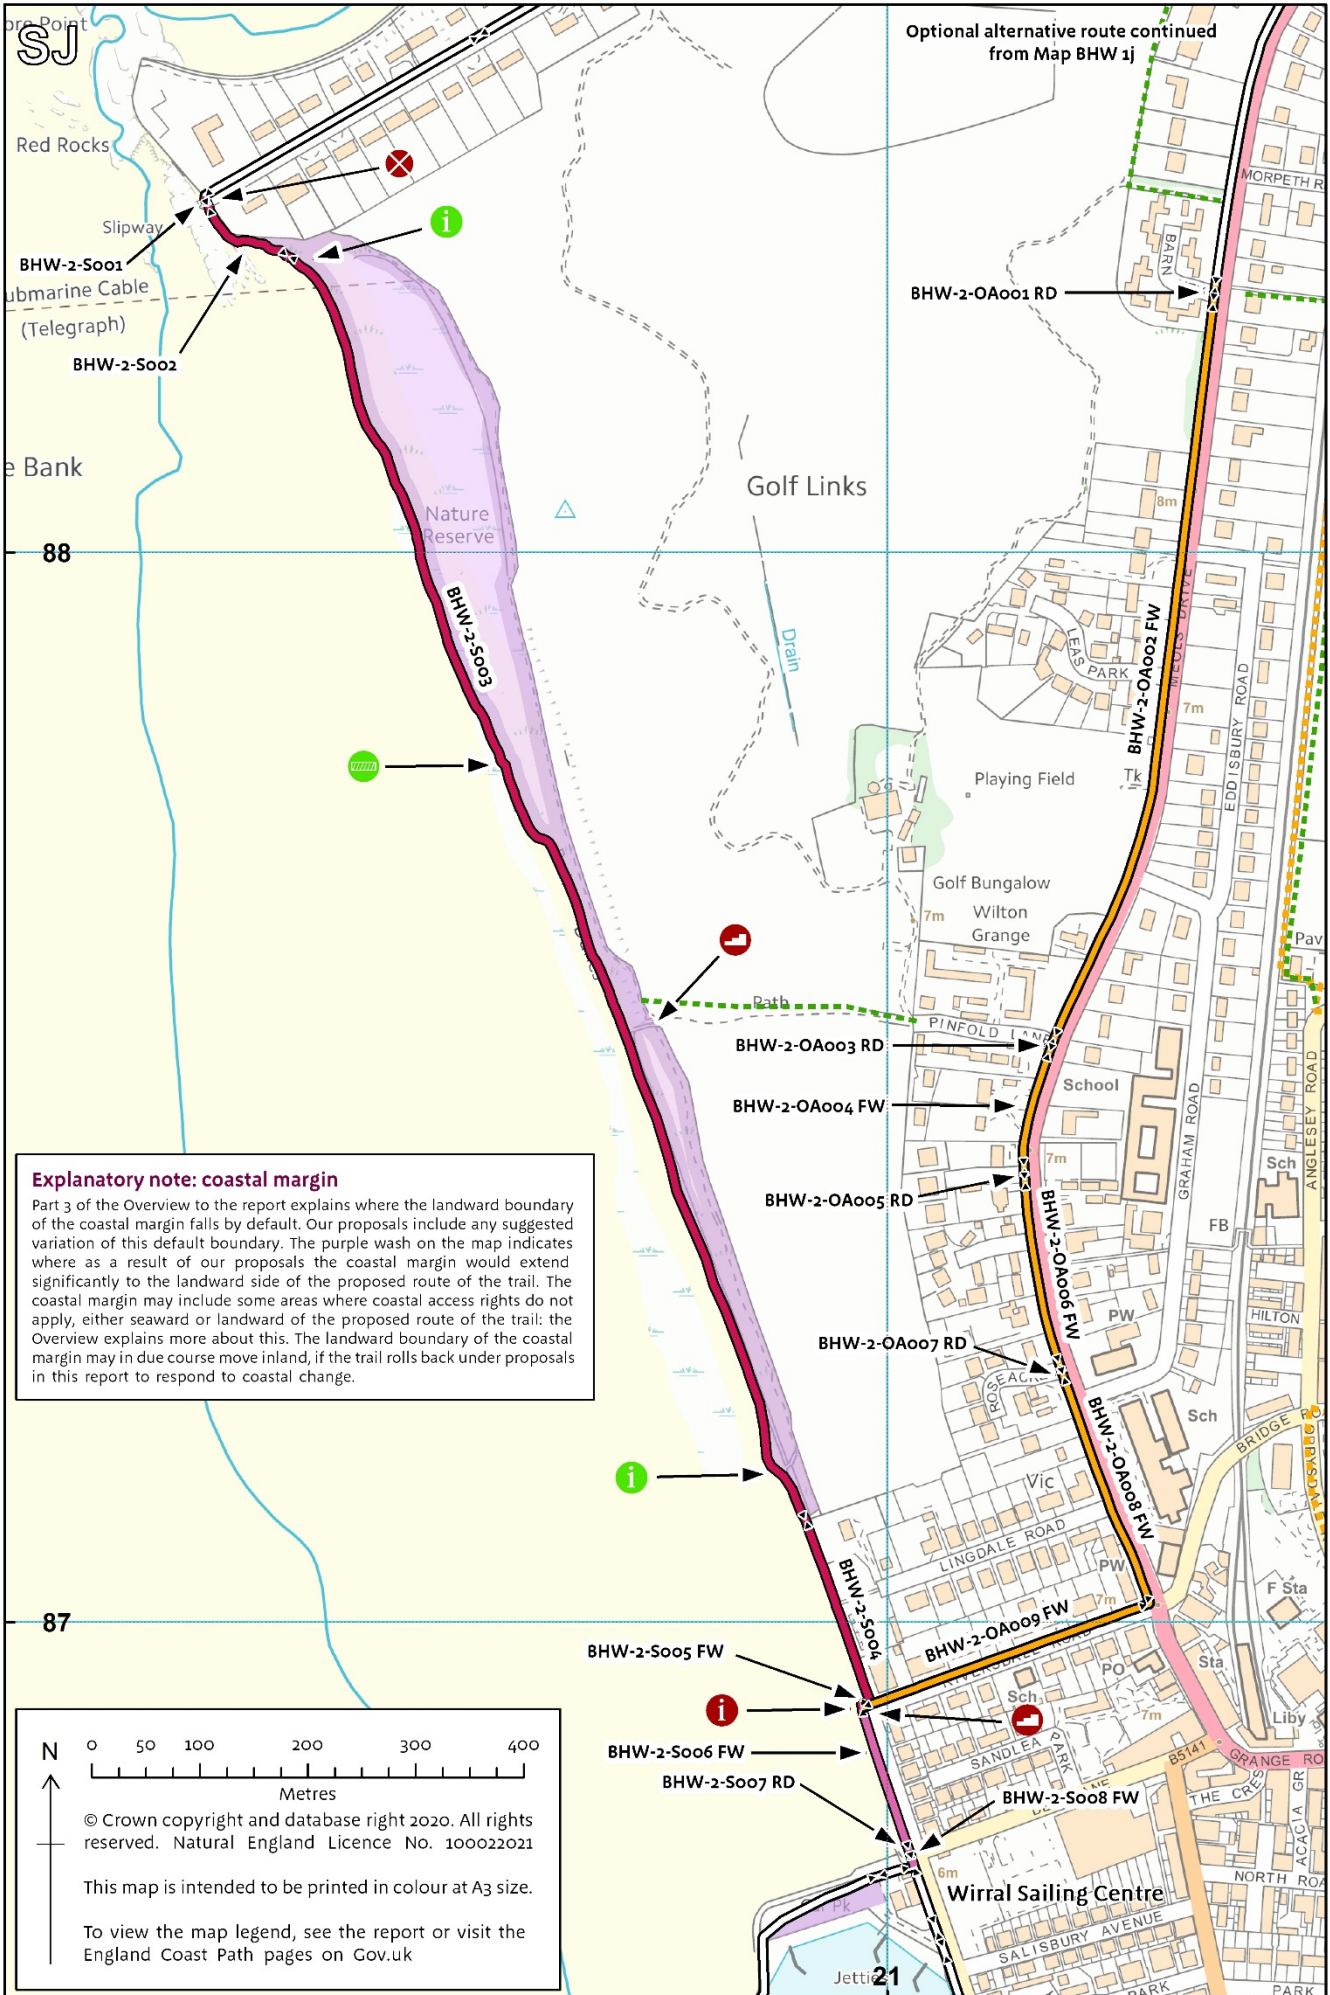 SJ
Optional alternative route continued
from Map BHW 1j
Red Rocks
Slipway
BHW-2-S001
Submarine Cable
(Telegraph)
BHW-2-S002
MORPETH R
BARN
BHW-2-OA001 RD
e Bank
Golf Links
Nature
Reserve
8m
88
BHW-2-S003
Drain
LEAS PARK
MEOLS DRIVE
BHW-2-OA002 FW
7m
EDDISBURY ROAD
Playing Field
Tk
Golf Bungalow
7m
Wilton
Grange
Pav
Path
PINFOLD LANE
BHW-2-OA003 RD
School
BHW-2-OA004 FW
GRAHAM ROAD
ANGLESEY ROAD
7m
Sch
BHW-2-OA005 RD
FB
BHW-2-OA006 FW
PW
HILTON
BHW-2-OA007 RD
ROSEACRE
Sch
BRIDGE RO
BHW-2-OA008 FW
Vic
LINGDALE ROAD
PW
Explanatory note: coastal margin
Part 3 of the Overview to the report explains where the landward boundary
of the coastal margin falls by default. Our proposals include any suggested
variation of this default boundary. The purple wash on the map indicates
where as a result of our proposals the coastal margin would extend
significantly to the landward side of the proposed route of the trail. The
coastal margin may include some areas where coastal access rights do not
apply, either seaward or landward of the proposed route of the trail: the
Overview explains more about this. The landward boundary of the coastal
margin may in due course move inland, if the trail rolls back under proposals
in this report to respond to coastal change.
BHW-2-S004
F Sta
7m
87
BHW-2-OA009 FW
RIVERSDALE ROAD
BHW-2-S005 FW
PO
Sta
Sch
7m
Liby
SANDLEA PARK
BHW-2-S006 FW
B5141
GRANGE RO
BHW-2-S007 RD
BHW-2-S008 FW
THE CRES
ACACIA GR
6m
NORTH ROA
Wirral Sailing Centre
Car Pk
SALISBURY AVENUE
Jetties
21
PARK
PARK
N
0 50 100 200 300 400
Metres
© Crown copyright and database right 2020. All rights
reserved. Natural England Licence No. 100022021
This map is intended to be printed in colour at A3 size.
To view the map legend, see the report or visit the
England Coast Path pages on Gov.uk